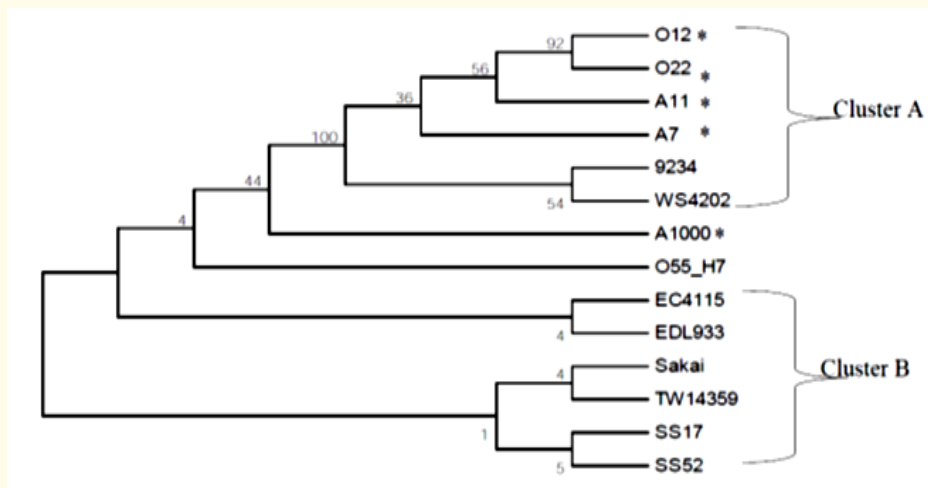 92
O12 *
O22 *
56
A11 *
36
A7 *
100
9234
54
WS4202
44
A1000 *
4
O55_H7
EC4115
4
EDL933
4
Sakai
TW14359
1
SS17
5
SS52
Cluster A
Cluster B